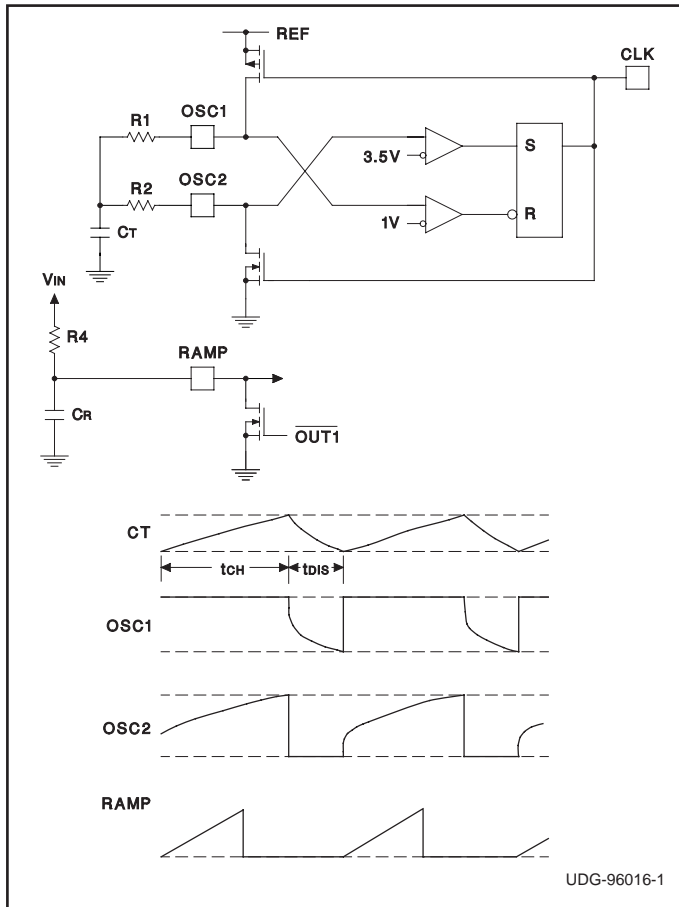 REF
CLK
OSC1
R1
3.5V
S
OSC2
R2
1V
R
CT
VIN
R4
RAMP
CR
OUT1
CT
tCH
tDIS
OSC1
OSC2
RAMP
UDG-96016-1